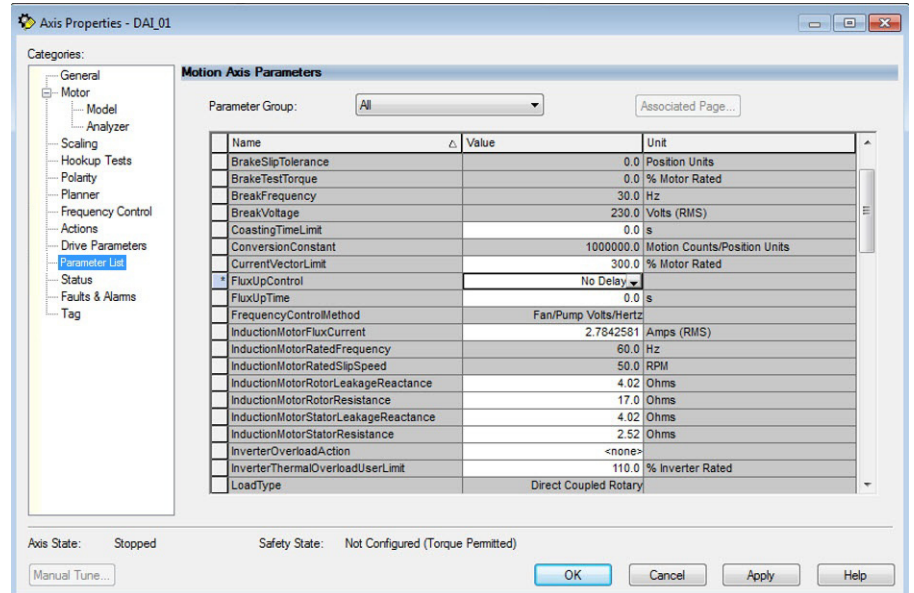 Axis Properties - DAI_01
Categories:
General
Motor
Model
Analyzer
Scaling
Hookup Tests
Polarity
Planner
Frequency Control
Actions
Drive Parameters
Parameter List
Status
Faults & Alarms
Tag
Motion Axis Parameters
Parameter Group: All Associated Page...
Name Value Unit
BrakeSlipTolerance 0.0 Position Units
BrakeTestTorque 0.0 % Motor Rated
BreakFrequency 30.0 Hz
BreakVoltage 230.0 Volts (RMS)
CoastingTimeLimit 0.0 s
ConversionConstant 1000000.0 Motion Counts/Position Units
CurrentVectorLimit 300.0 % Motor Rated
* FluxUpControl No Delay
FluxUpTime 0.0 s
FrequencyControlMethod Fan/Pump Volts/Hertz
InductionMotorFluxCurrent 2.7842581 Amps (RMS)
InductionMotorRatedFrequency 60.0 Hz
InductionMotorRatedSlipSpeed 50.0 RPM
InductionMotorRotorLeakageReactance 4.02 Ohms
InductionMotorRotorResistance 17.0 Ohms
InductionMotorStatorLeakageReactance 4.02 Ohms
InductionMotorStatorResistance 2.52 Ohms
InverterOverloadAction <none>
InverterThermalOverloadUserLimit 110.0 % Inverter Rated
LoadType Direct Coupled Rotary
Axis State: Stopped Safety State: Not Configured (Torque Permitted)
Manual Tune... OK Cancel Apply Help